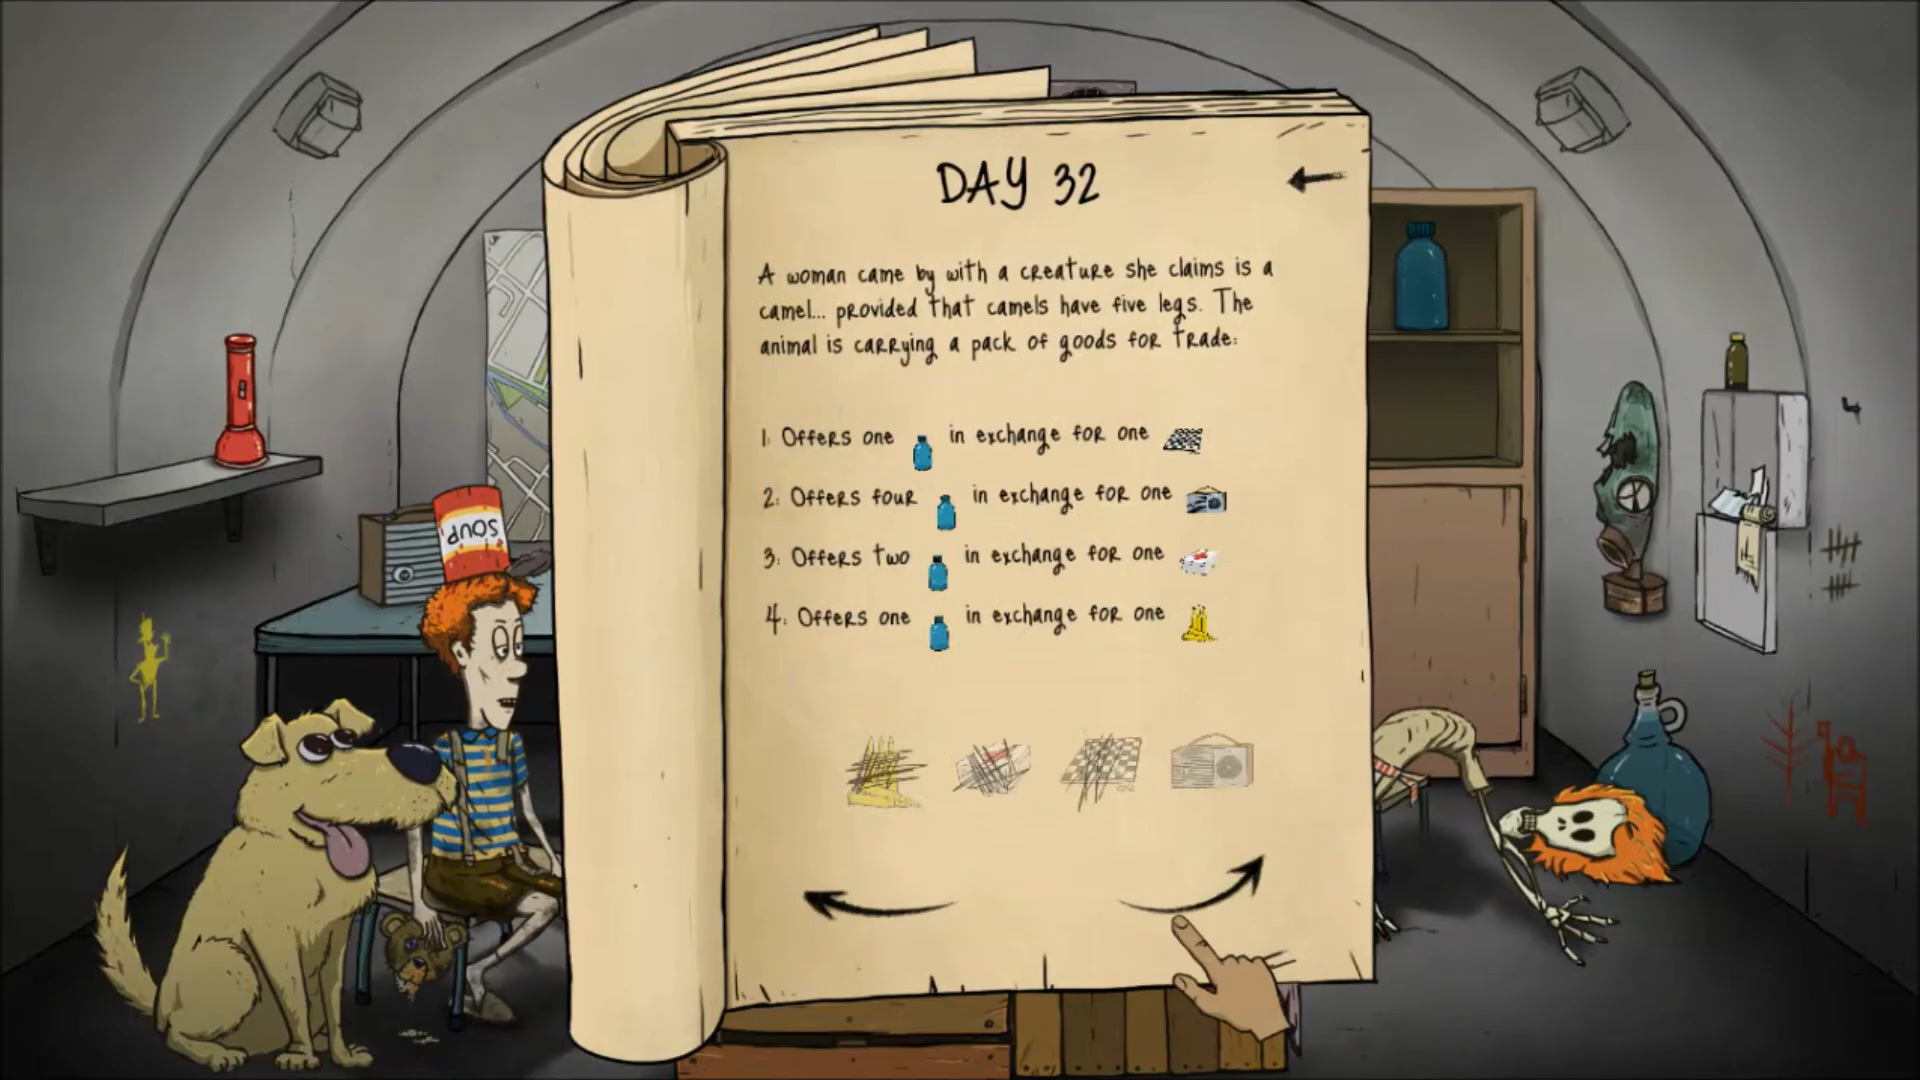 DAY 32
A woman came by with a creature she claims is a
camel... provided that camels have five legs. The
animal is carrying a pack of goods for trade:
1: Offers one in exchange for one
2: Offers four in exchange for one
3: Offers two in exchange for one
4: Offers one in exchange for one
SOUP